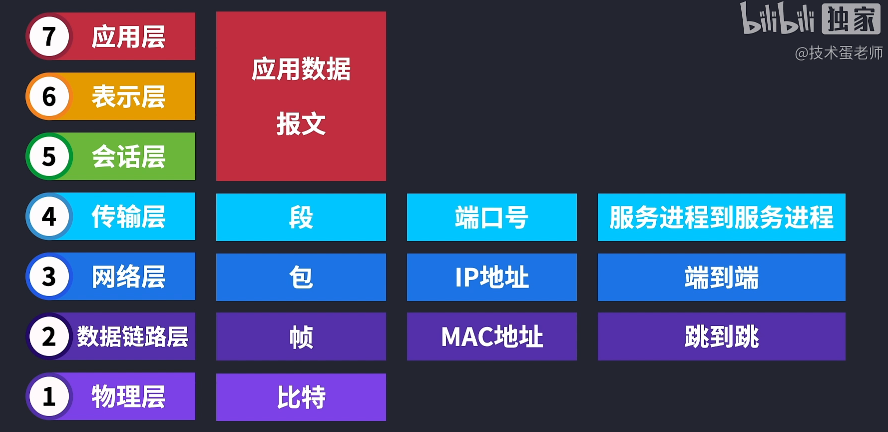 bilibili 独家
@技术蛋老师
7 应用层
应用数据
报文
6 表示层
5 会话层
4 传输层 段 端口号 服务进程到服务进程
3 网络层 包 IP地址 端到端
2 数据链路层 帧 MAC地址 跳到跳
1 物理层 比特